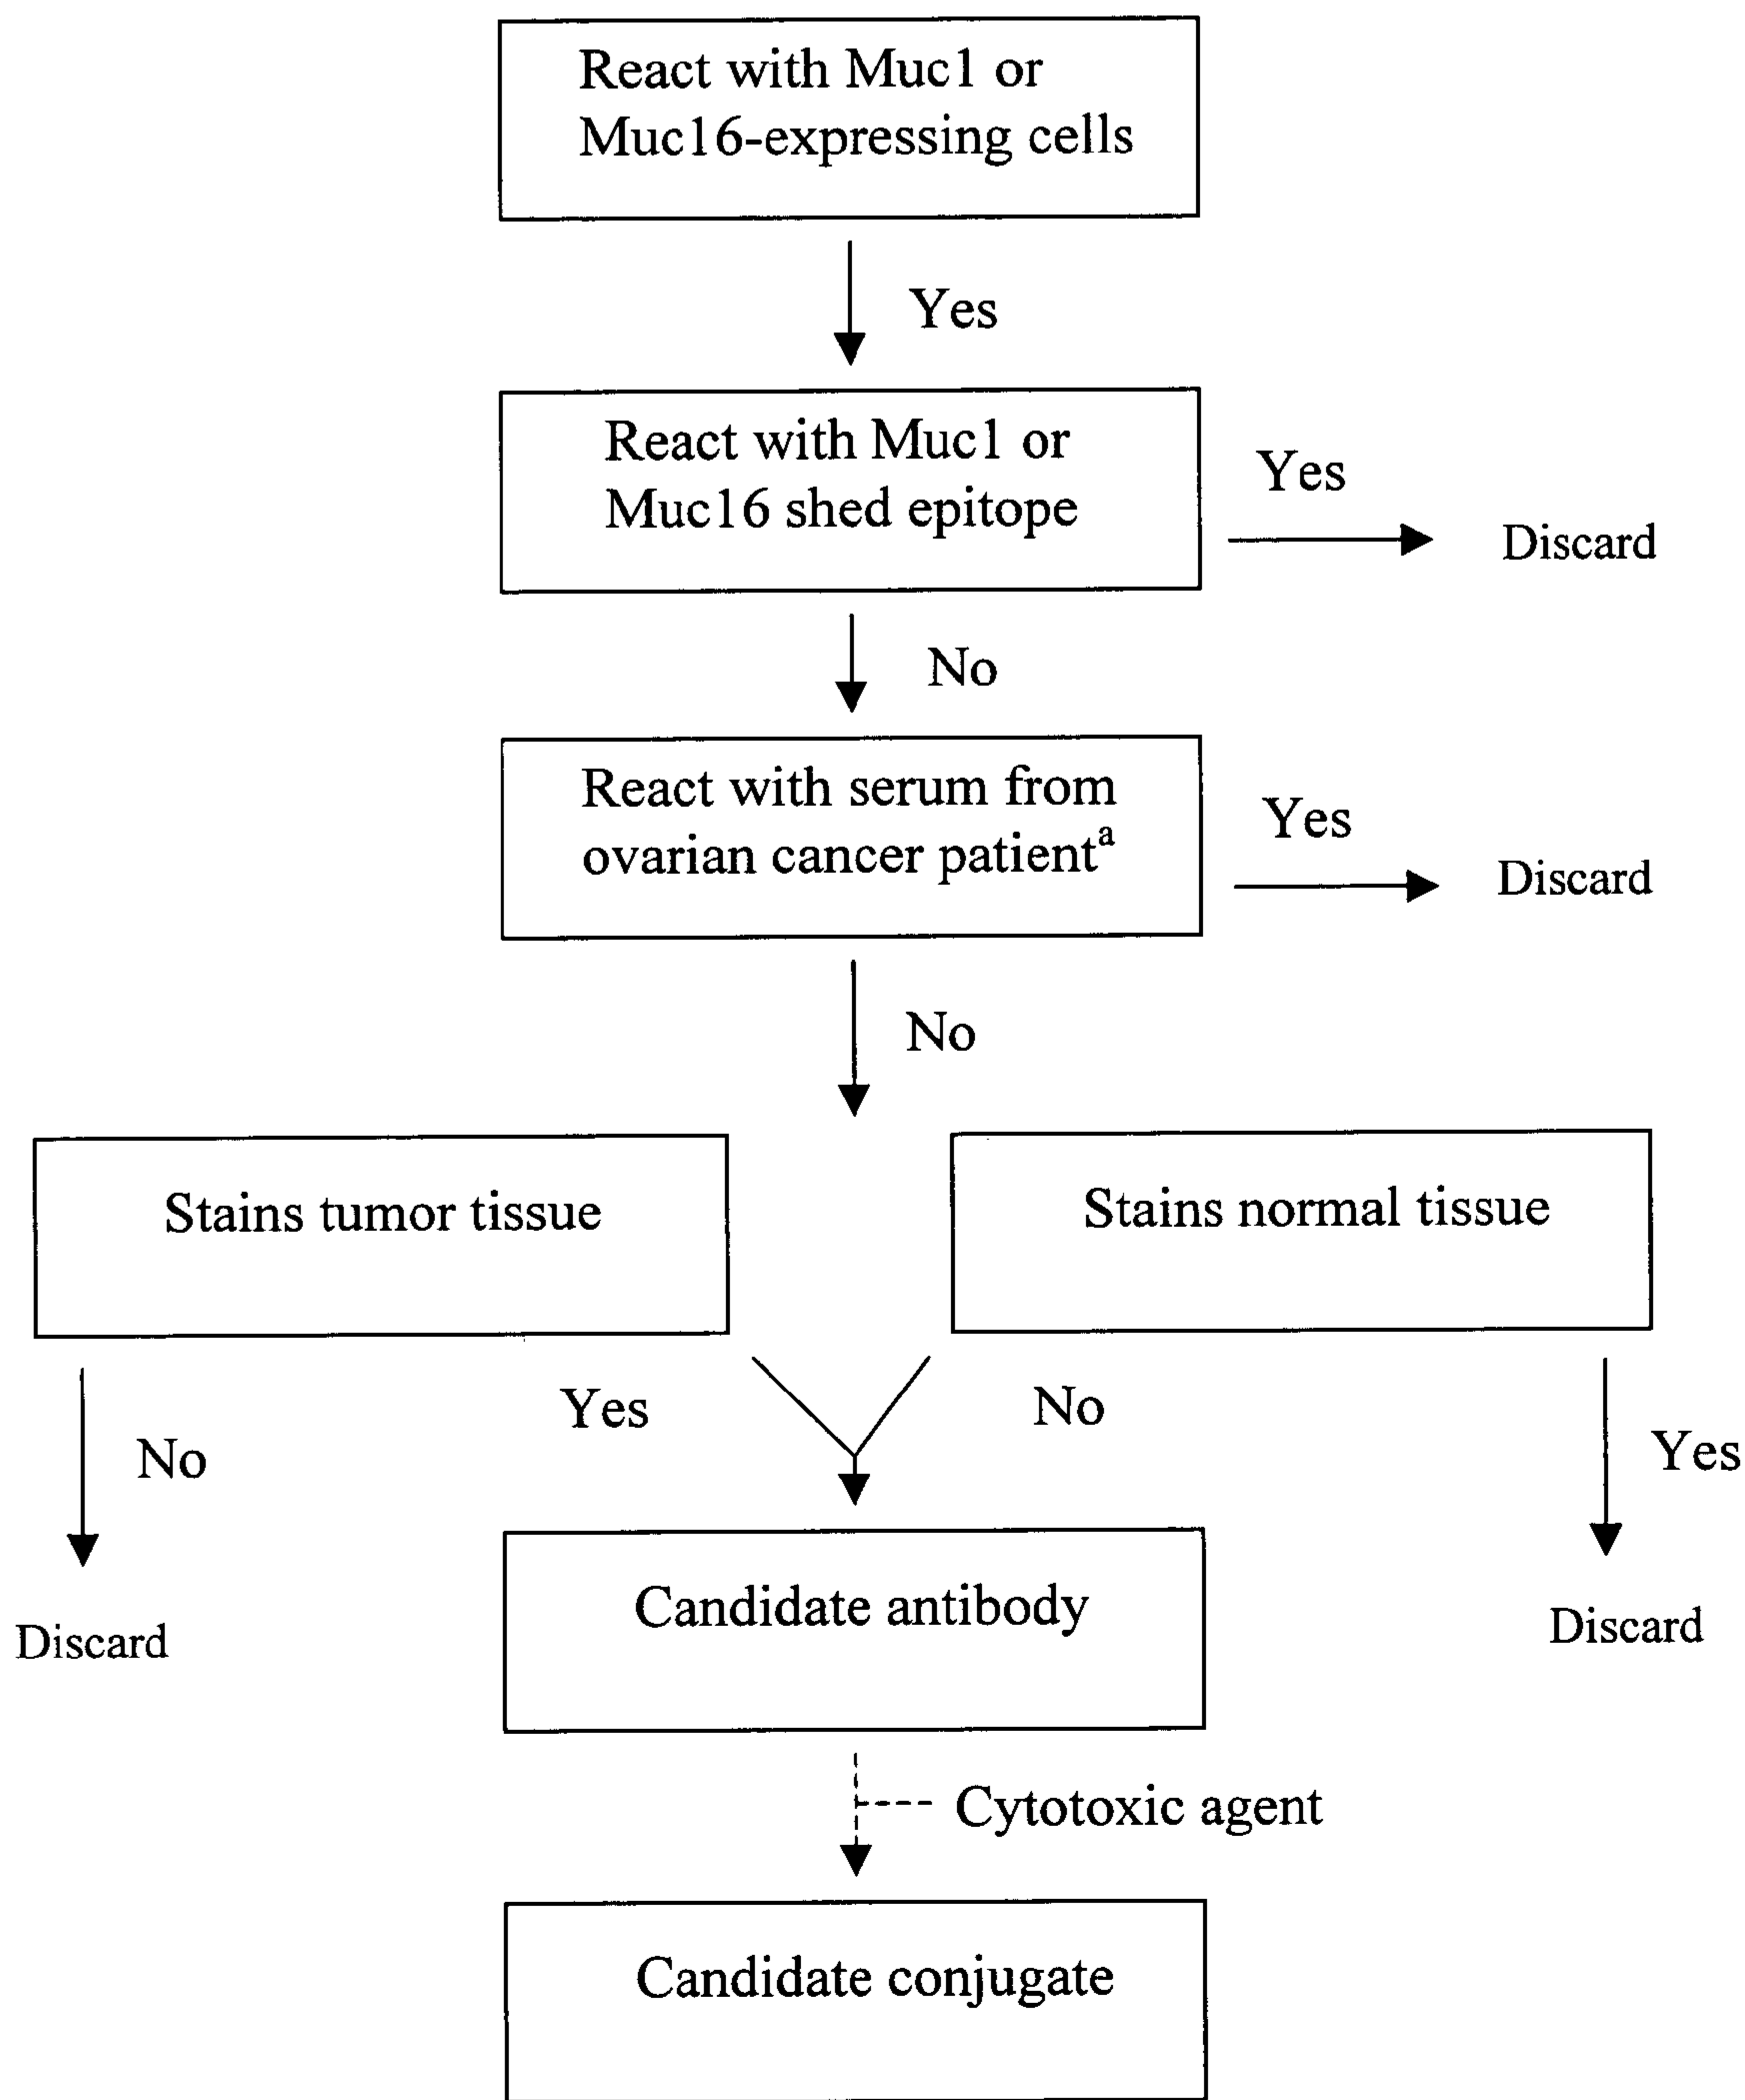 React with Muc1 or
Muc16-expressing cells
Yes
React with Muc1 or
Muc16 shed epitope
Yes
Discard
No
React with serum from
ovarian cancer patientᵃ
Yes
Discard
No
Stains tumor tissue
Stains normal tissue
Yes
No
No
Yes
Discard
Candidate antibody
Discard
Cytotoxic agent
Candidate conjugate